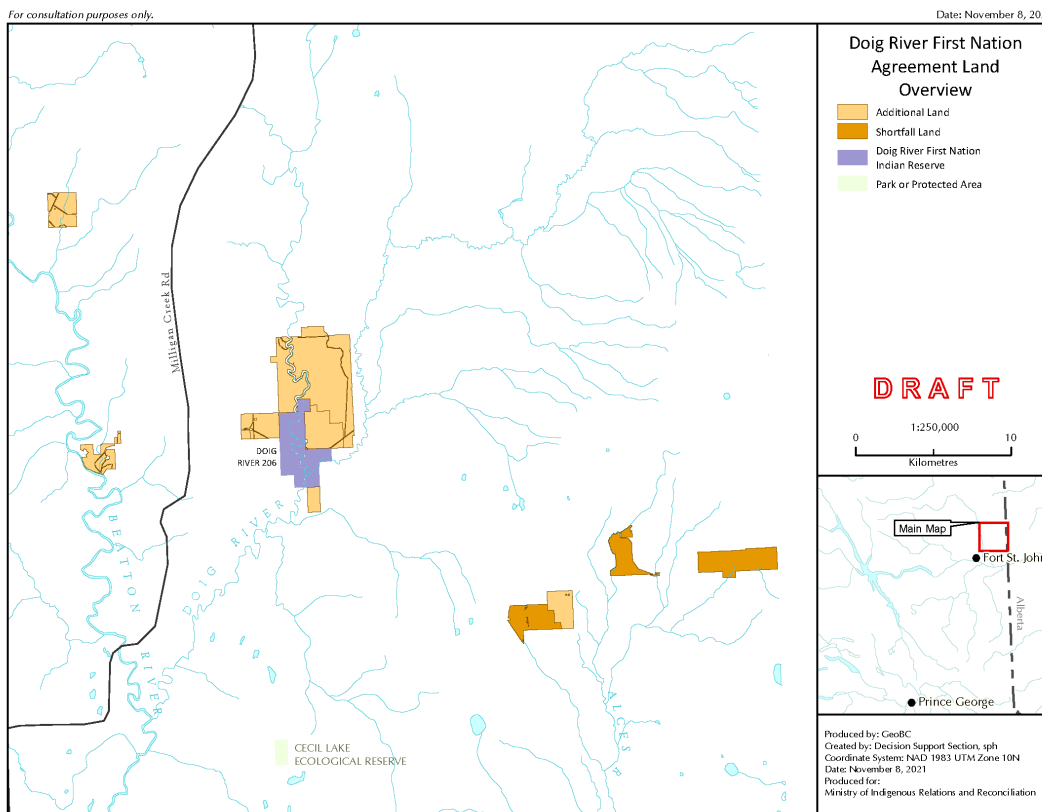 For consultation purposes only.
Date: November 8, 20
Doig River First Nation
Agreement Land
Overview
Additional Land
Shortfall Land
Doig River First Nation
Indian Reserve
Park or Protected Area
Milligan Creek Rd
DOIG
RIVER 206
DOIG RIVER
BEATTON RIVER
ALCES R
CECIL LAKE
ECOLOGICAL RESERVE
DRAFT
1:250,000
0 10
Kilometres
Main Map
Fort St. John
Alberta
Prince George
Produced by: GeoBC
Created by: Decision Support Section, sph
Coordinate System: NAD 1983 UTM Zone 10N
Date: November 8, 2021
Produced for:
Ministry of Indigenous Relations and Reconciliation